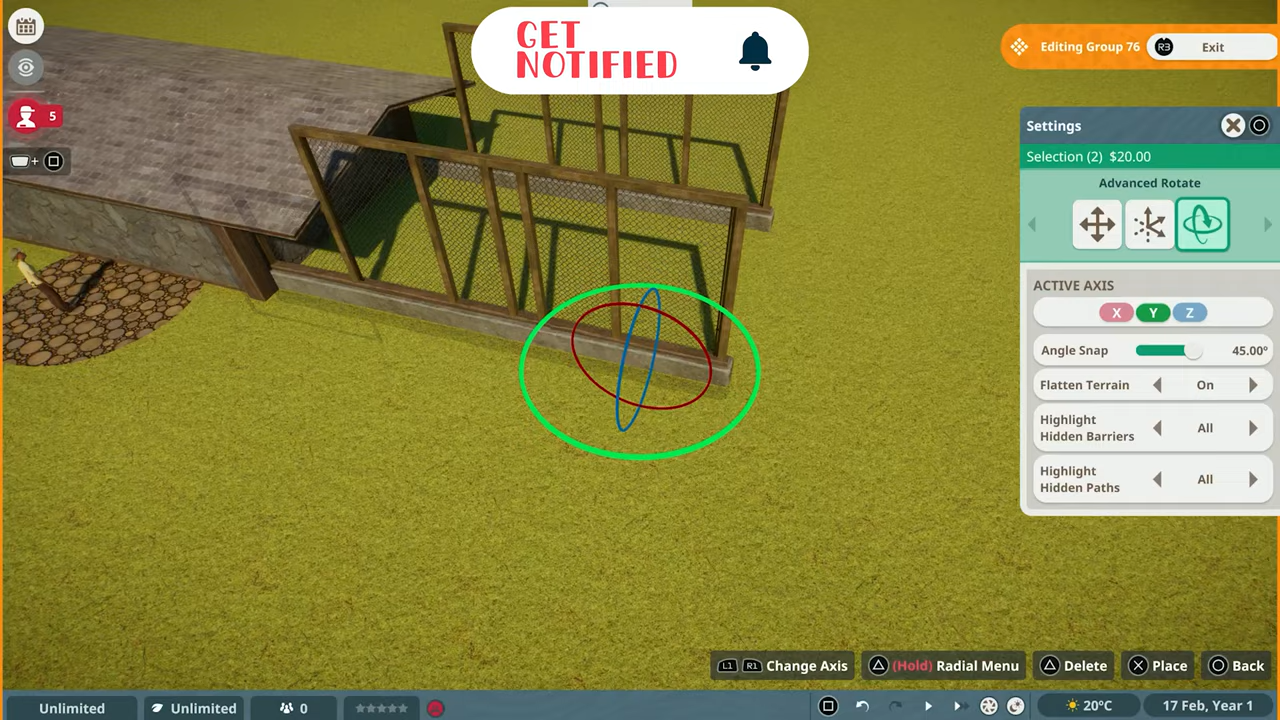 GET
NOTIFIED
Editing Group 76
R3
Exit
5
+
Settings
Selection (2) $20.00
Advanced Rotate
ACTIVE AXIS
X Y Z
Angle Snap 45.00°
Flatten Terrain On
Highlight
Hidden Barriers
All
Highlight
Hidden Paths
All
L1 R1 Change Axis
(Hold) Radial Menu
Delete
Place
Back
Unlimited
Unlimited
0
20°C
17 Feb, Year 1